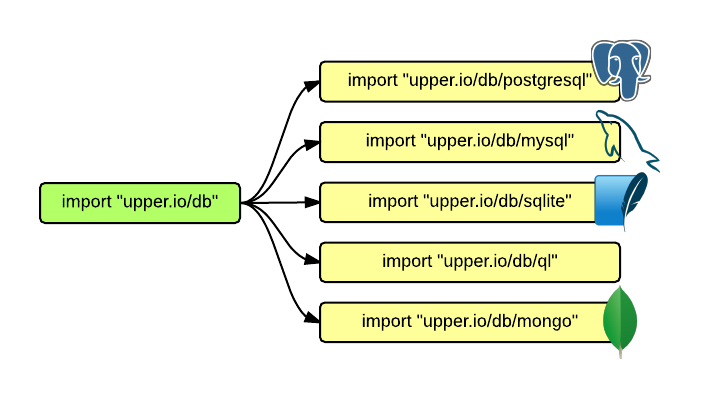 import "upper.io/db/postgresql"
import "upper.io/db/mysql"
import "upper.io/db"
import "upper.io/db/sqlite"
import "upper.io/db/ql"
import "upper.io/db/mongo"